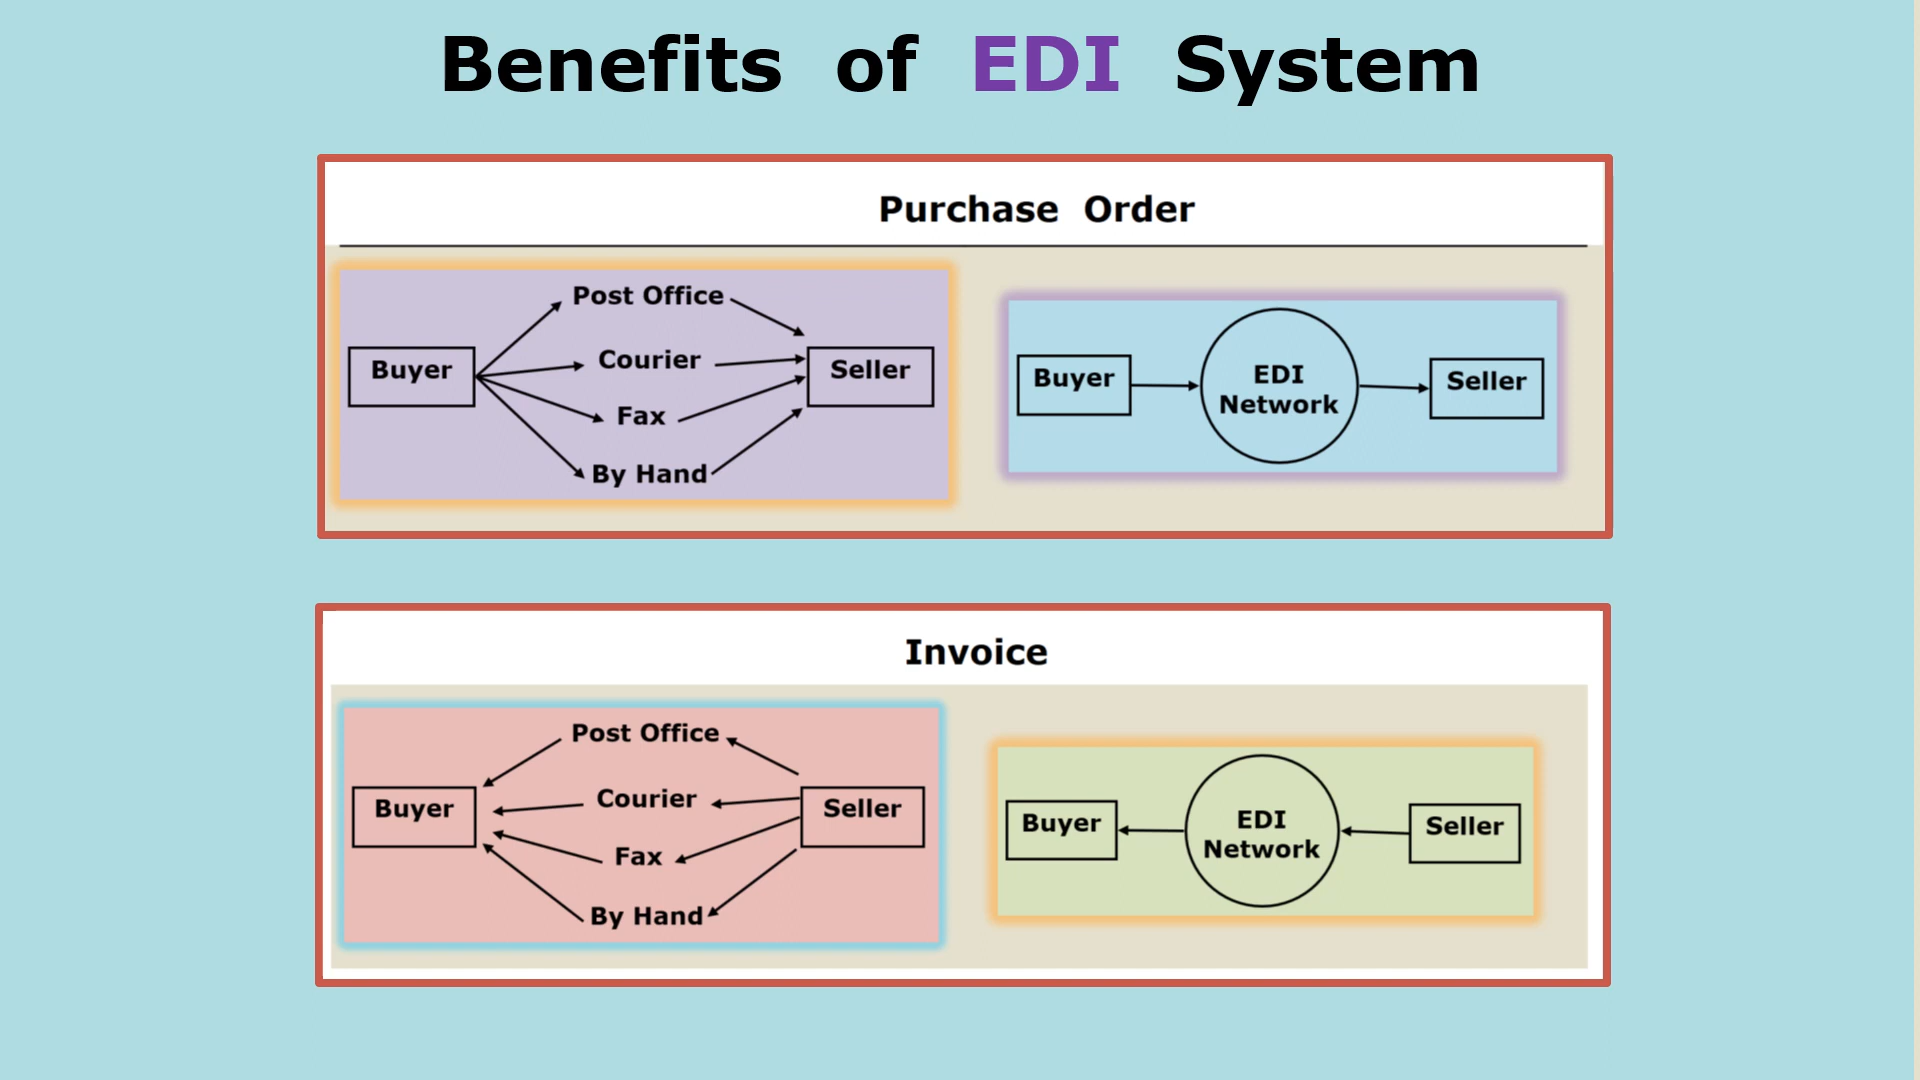 Benefits of EDI System
Purchase Order
Post Office
Courier
Buyer
Seller
Fax
By Hand
Buyer
EDI
Network
Seller
Invoice
Post Office
Courier
Buyer
Seller
Fax
By Hand
Buyer
EDI
Network
Seller